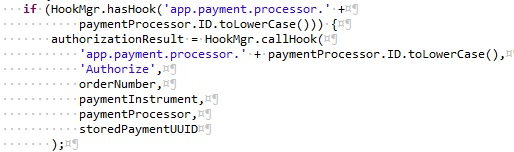 if (HookMgr.hasHook('app.payment.processor.' +
paymentProcessor.ID.toLowerCase())) {
authorizationResult = HookMgr.callHook(
'app.payment.processor.' + paymentProcessor.ID.toLowerCase(),
'Authorize',
orderNumber,
paymentInstrument,
paymentProcessor,
storedPaymentUUID
);